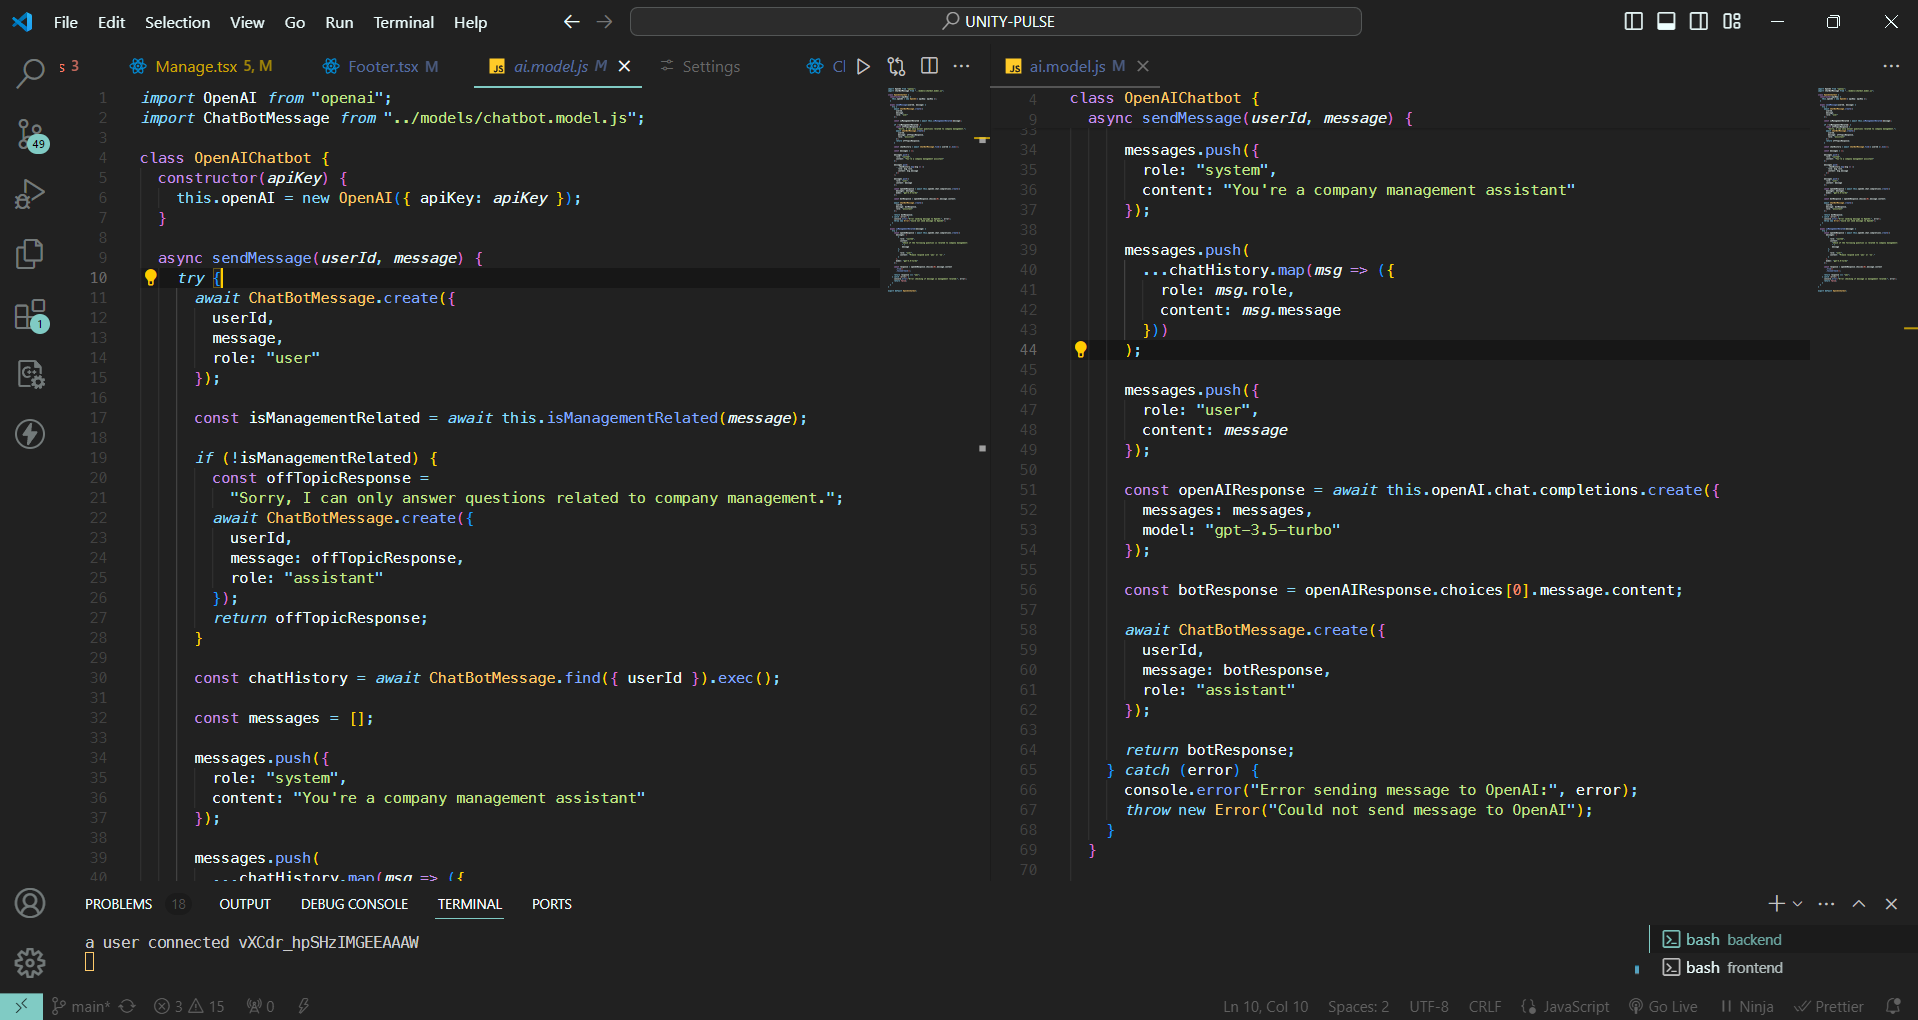 File Edit Selection View Go Run Terminal Help
UNITY-PULSE
s 3
Manage.tsx 5, M
Footer.tsx M
JS ai.model.js M
Settings
Cl
JS ai.model.js M
49
1
1 import OpenAI from "openai";
2 import ChatBotMessage from "../models/chatbot.model.js";
3
4 class OpenAIChatbot {
5 constructor(apiKey) {
6 this.openAI = new OpenAI({ apiKey: apiKey });
7 }
8
9 async sendMessage(userId, message) {
10 try {
11 await ChatBotMessage.create({
12 userId,
13 message,
14 role: "user"
15 });
16
17 const isManagementRelated = await this.isManagementRelated(message);
18
19 if (!isManagementRelated) {
20 const offTopicResponse =
21 "Sorry, I can only answer questions related to company management.";
22 await ChatBotMessage.create({
23 userId,
24 message: offTopicResponse,
25 role: "assistant"
26 });
27 return offTopicResponse;
28 }
29
30 const chatHistory = await ChatBotMessage.find({ userId }).exec();
31
32 const messages = [];
33
34 messages.push({
35 role: "system",
36 content: "You're a company management assistant"
37 });
38
39 messages.push(
40 ...chatHistory.map(msg => ({
4 class OpenAIChatbot {
9 async sendMessage(userId, message) {
33
34 messages.push({
35 role: "system",
36 content: "You're a company management assistant"
37 });
38
39 messages.push(
40 ...chatHistory.map(msg => ({
41 role: msg.role,
42 content: msg.message
43 }))
44 );
45
46 messages.push({
47 role: "user",
48 content: message
49 });
50
51 const openAIResponse = await this.openAI.chat.completions.create({
52 messages: messages,
53 model: "gpt-3.5-turbo"
54 });
55
56 const botResponse = openAIResponse.choices[0].message.content;
57
58 await ChatBotMessage.create({
59 userId,
60 message: botResponse,
61 role: "assistant"
62 });
63
64 return botResponse;
65 } catch (error) {
66 console.error("Error sending message to OpenAI:", error);
67 throw new Error("Could not send message to OpenAI");
68 }
69 }
70
PROBLEMS 18 OUTPUT DEBUG CONSOLE TERMINAL PORTS
a user connected vXCdr_hpSHzIMGEEAAAW
bash backend
bash frontend
main* 3 15 0
Ln 10, Col 10 Spaces: 2 UTF-8 CRLF {} JavaScript Go Live Ninja Prettier